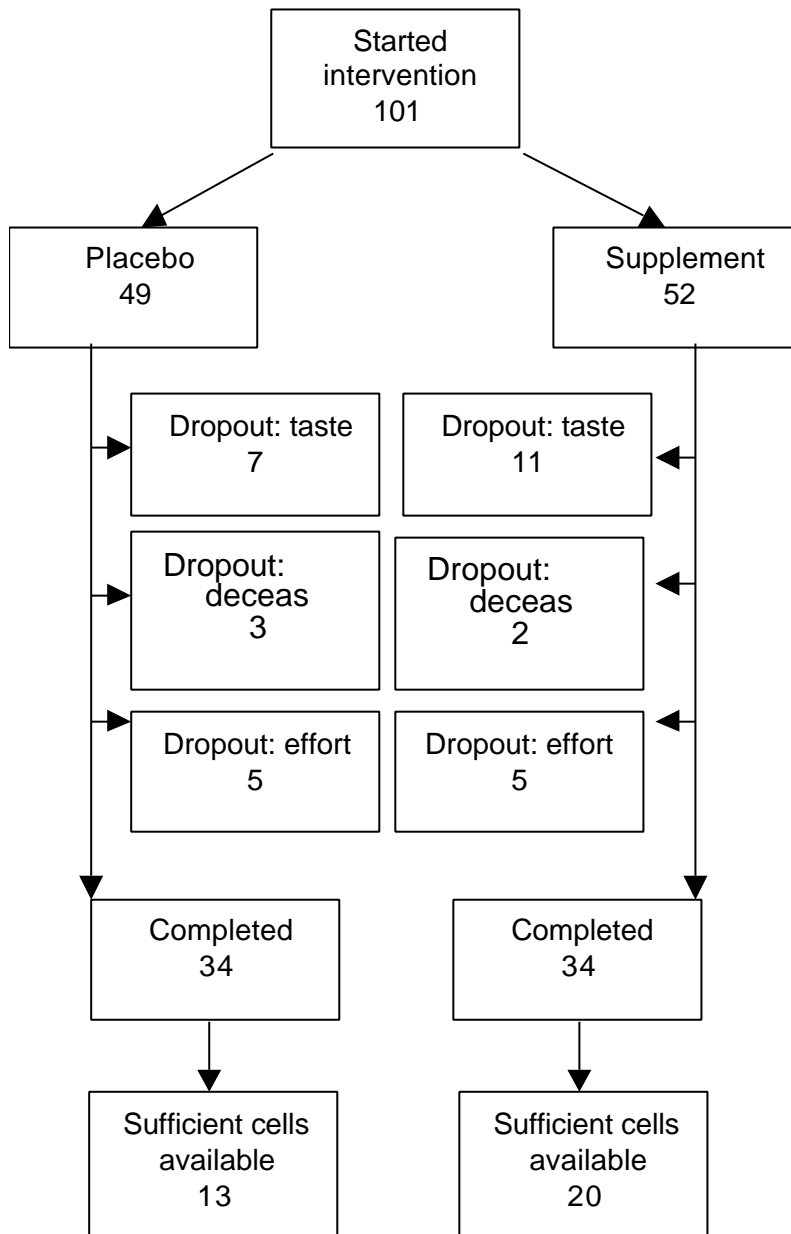 Started
intervention
101
Placebo
49
Supplement
52
Dropout: taste
7
Dropout: taste
11
Dropout:
deceas
3
Dropout:
deceas
2
Dropout: effort
5
Dropout: effort
5
Completed
34
Completed
34
Sufficient cells
available
13
Sufficient cells
available
20